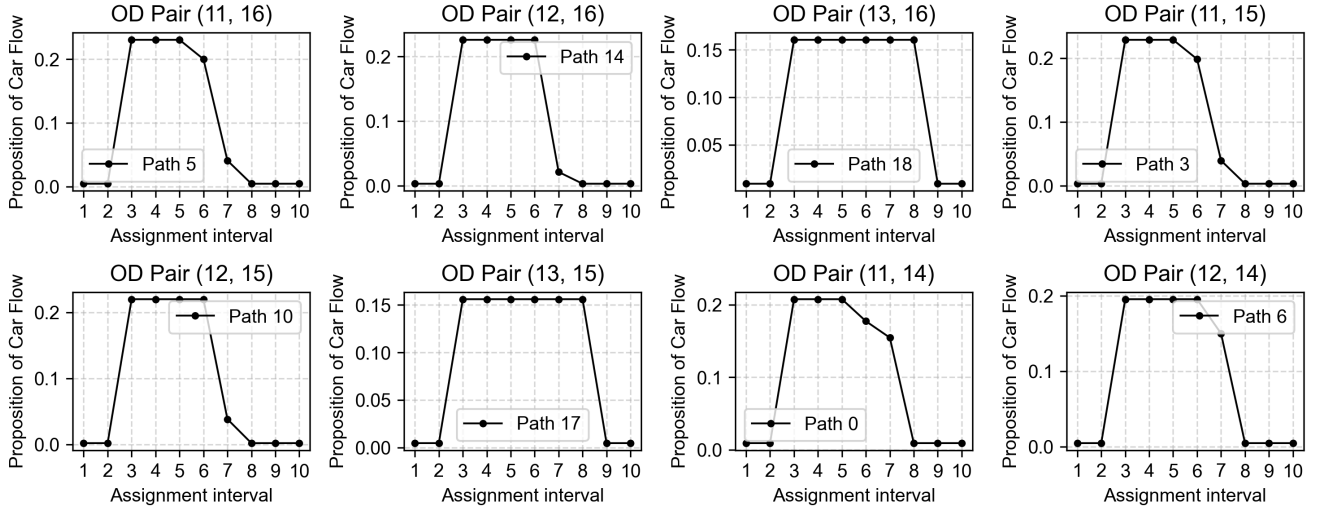 OD Pair (11, 16)
Proposition of Car Flow
0.2
0.1
0.0
Path 5
1 2 3 4 5 6 7 8 9 10
Assignment interval
OD Pair (12, 16)
Proposition of Car Flow
0.2
0.1
0.0
Path 14
1 2 3 4 5 6 7 8 9 10
Assignment interval
OD Pair (13, 16)
Proposition of Car Flow
0.15
0.10
0.05
Path 18
1 2 3 4 5 6 7 8 9 10
Assignment interval
OD Pair (11, 15)
Proposition of Car Flow
0.2
0.1
0.0
Path 3
1 2 3 4 5 6 7 8 9 10
Assignment interval
OD Pair (12, 15)
Proposition of Car Flow
0.2
0.1
0.0
Path 10
1 2 3 4 5 6 7 8 9 10
Assignment interval
OD Pair (13, 15)
Proposition of Car Flow
0.15
0.10
0.05
0.00
Path 17
1 2 3 4 5 6 7 8 9 10
Assignment interval
OD Pair (11, 14)
Proposition of Car Flow
0.2
0.1
0.0
Path 0
1 2 3 4 5 6 7 8 9 10
Assignment interval
OD Pair (12, 14)
Proposition of Car Flow
0.2
0.1
0.0
Path 6
1 2 3 4 5 6 7 8 9 10
Assignment interval